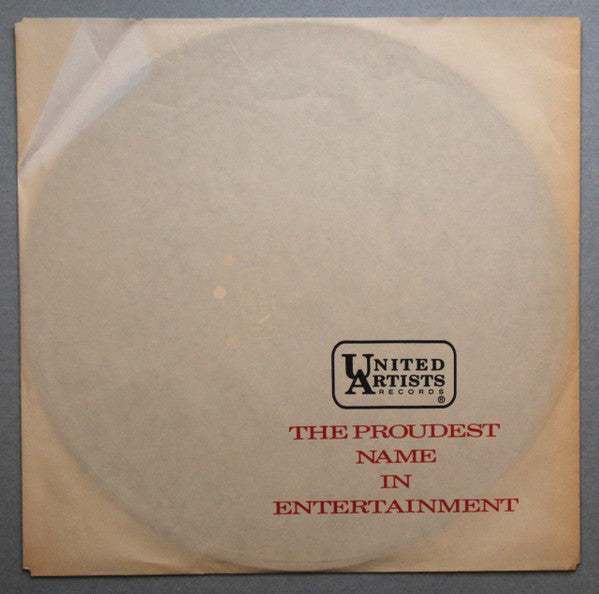 UNITED
ARTISTS
RECORDS
®
THE PROUDEST
NAME
IN
ENTERTAINMENT